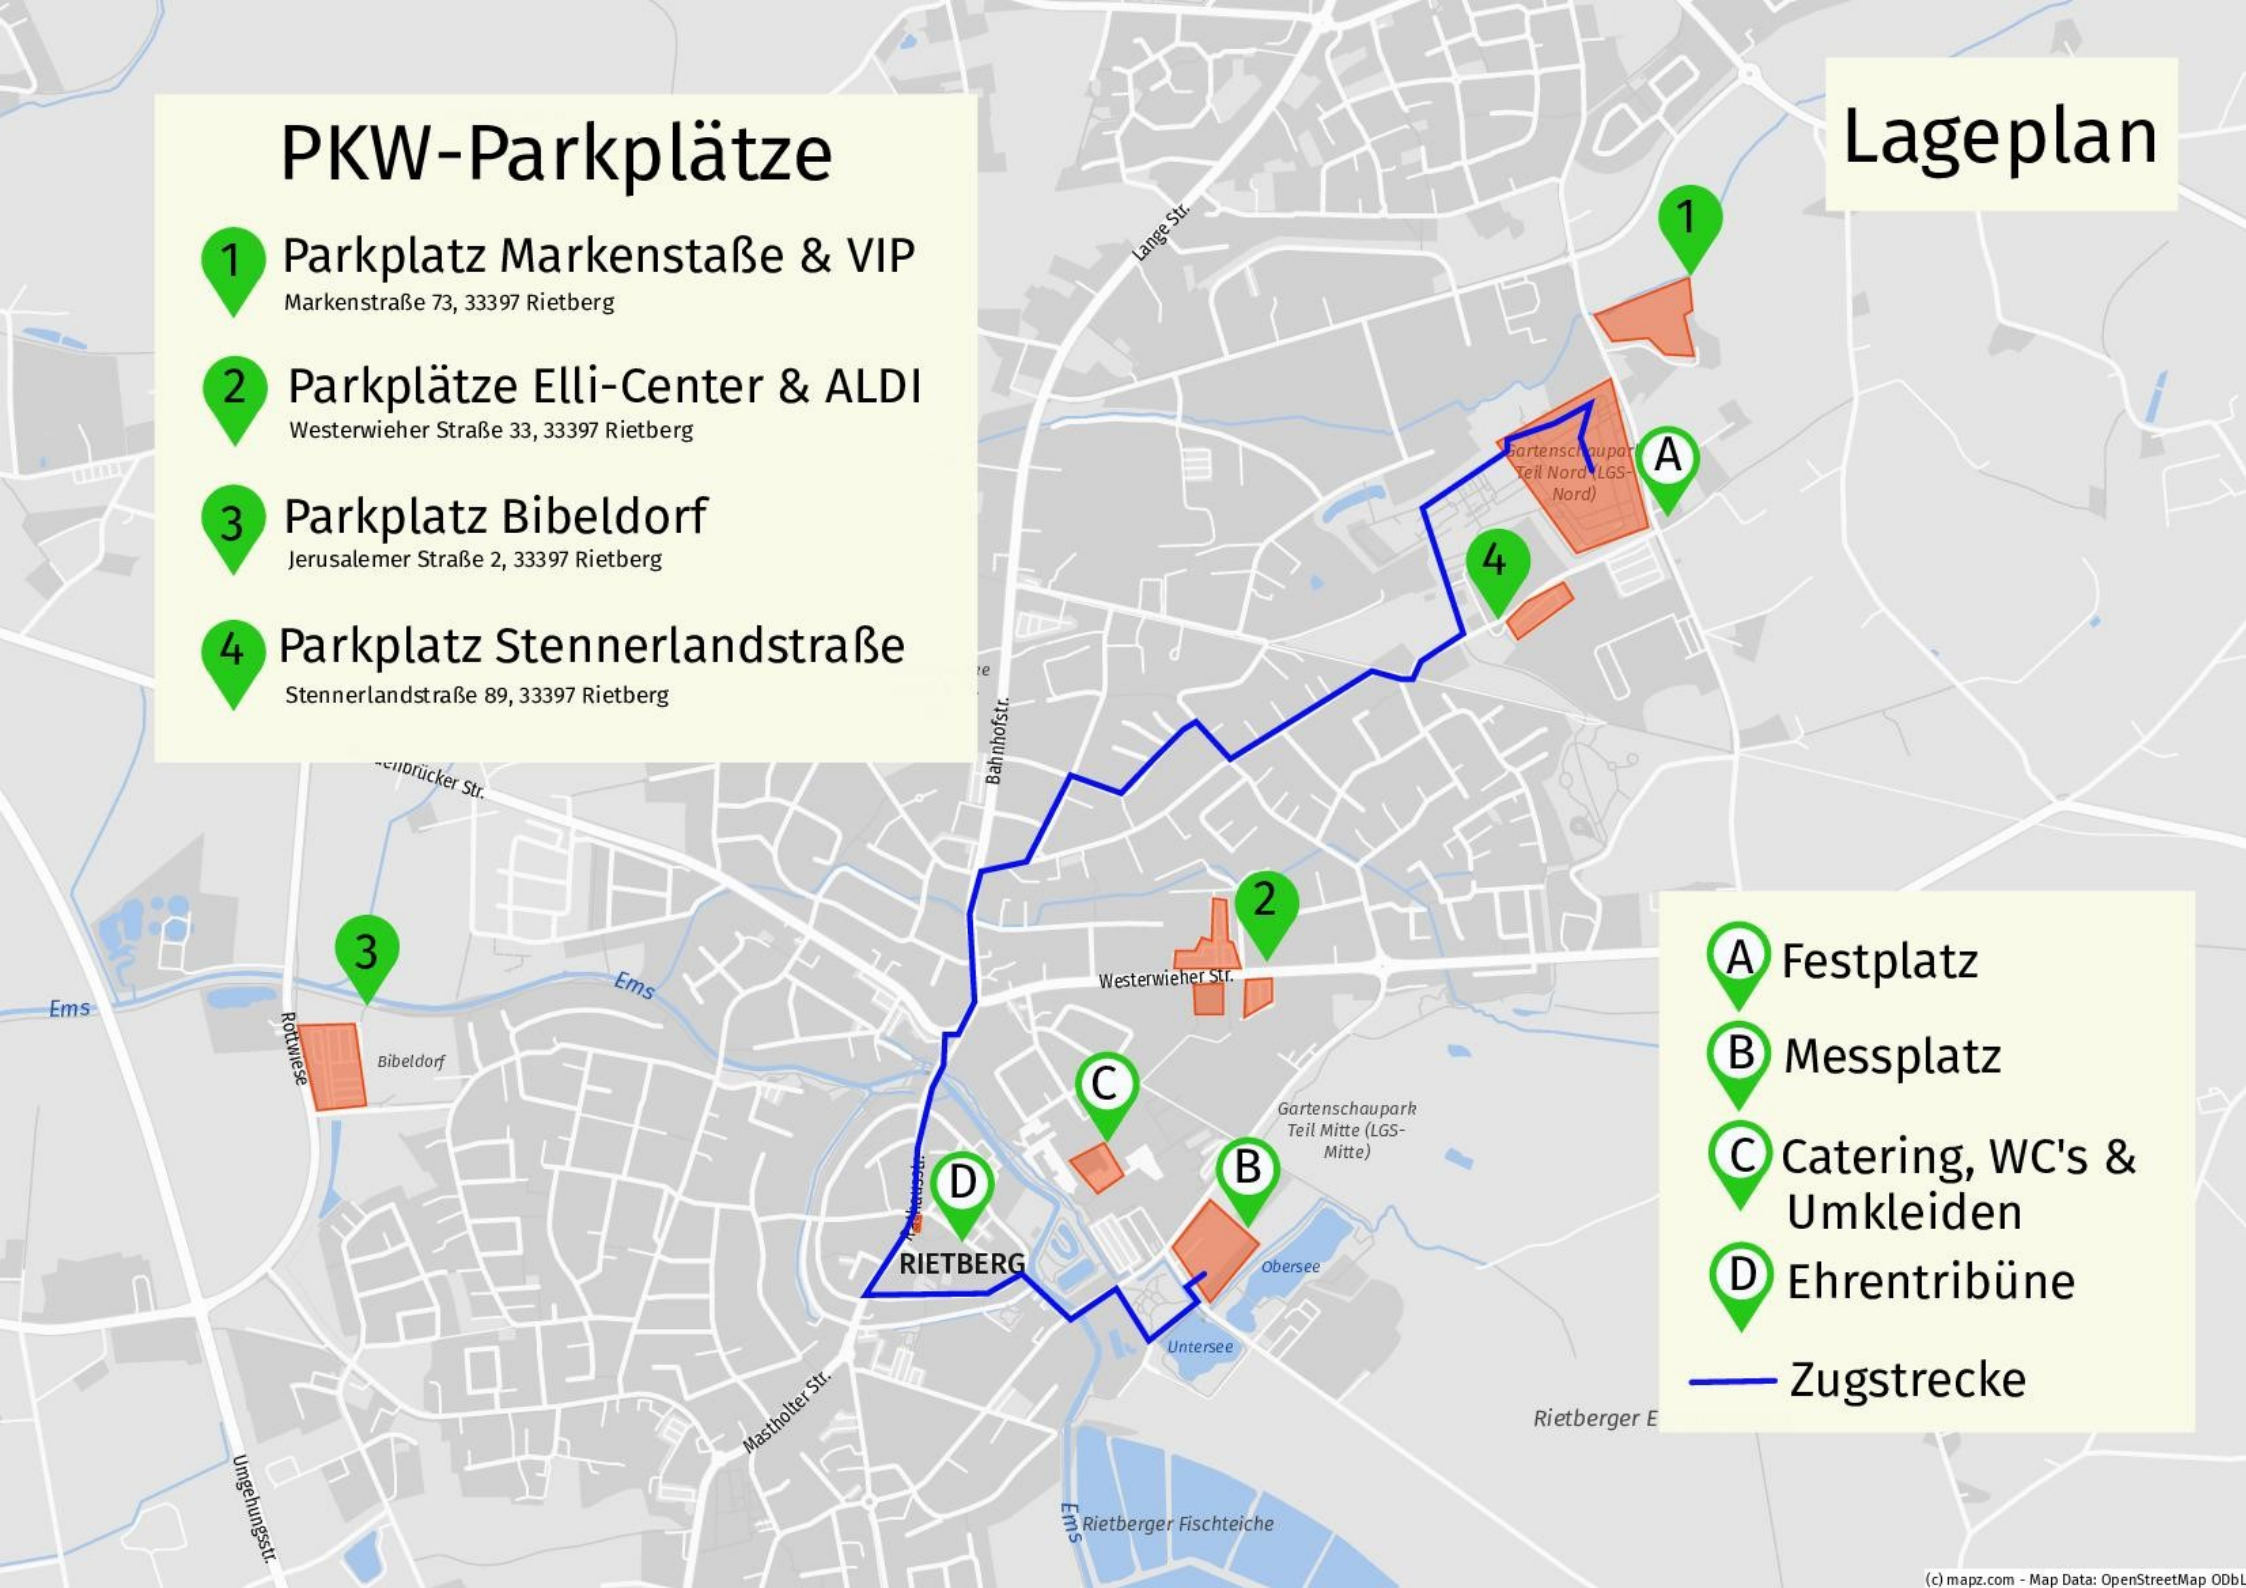 Lageplan
PKW-Parkplätze
1
Parkplatz Markenstaße & VIP
Markenstraße 73, 33397 Rietberg
2
Parkplätze Elli-Center & ALDI
Westerwieher Straße 33, 33397 Rietberg
3
Parkplatz Bibeldorf
Jerusalemer Straße 2, 33397 Rietberg
4
Parkplatz Stennerlandstraße
Stennerlandstraße 89, 33397 Rietberg
Lange Str.
1
A
Teil Nord (LGS-
Nord)
4
Bahnhofstr.
Str.
2
Westerwieher Str.
3
Ems
Ems
Rottwiese
Bibeldorf
C
Gartenschaupark
Teil Mitte (LGS-
Mitte)
B
D
RIETBERG
Obersee
Untersee
Mastholter Str.
Umgehungsstr.
Ems
Rietberger Fischteiche
Rietberger E
A Festplatz
B Messplatz
C Catering, WC's &
Umkleiden
D Ehrentribüne
Zugstrecke
(c) mapz.com - Map Data: OpenStreetMap ODbL